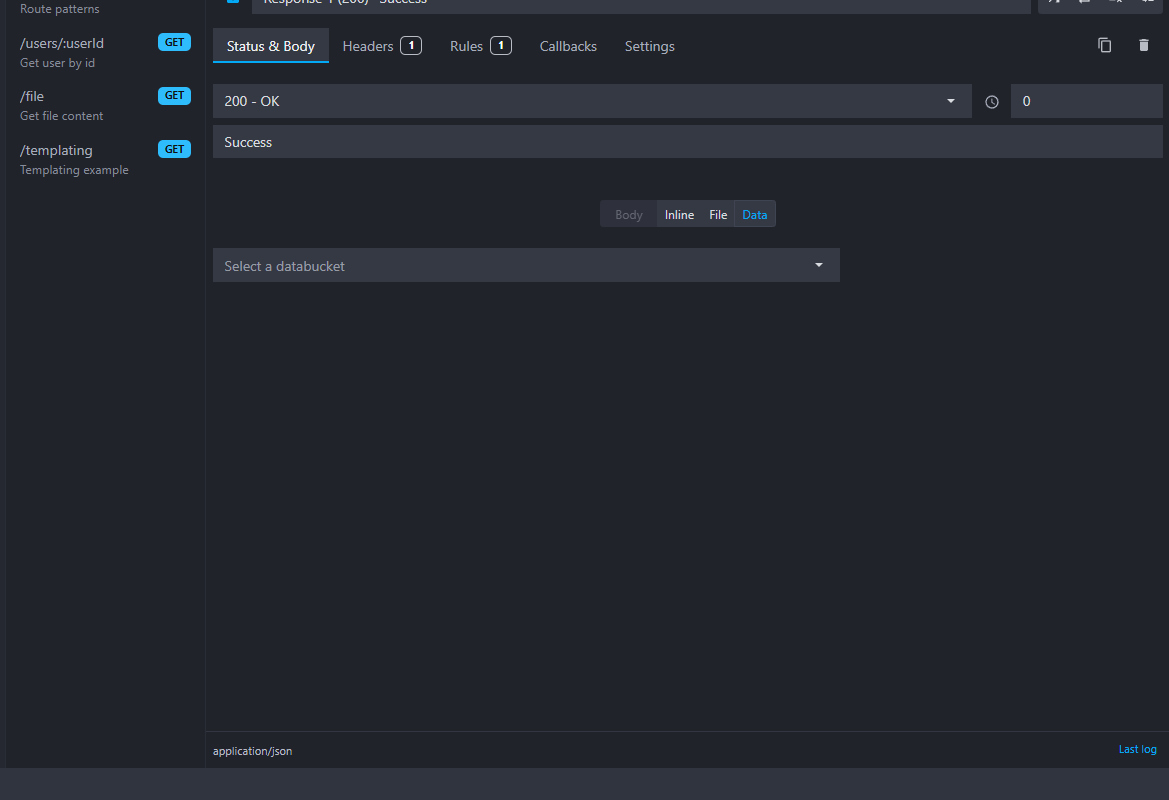 Response 1 (200) Success
Route patterns
/users/:userId GET
Get user by id
/file GET
Get file content
/templating GET
Templating example
Status & Body Headers 1 Rules 1 Callbacks Settings
200 - OK 0
Success
Body Inline File Data
Select a databucket
application/json Last log